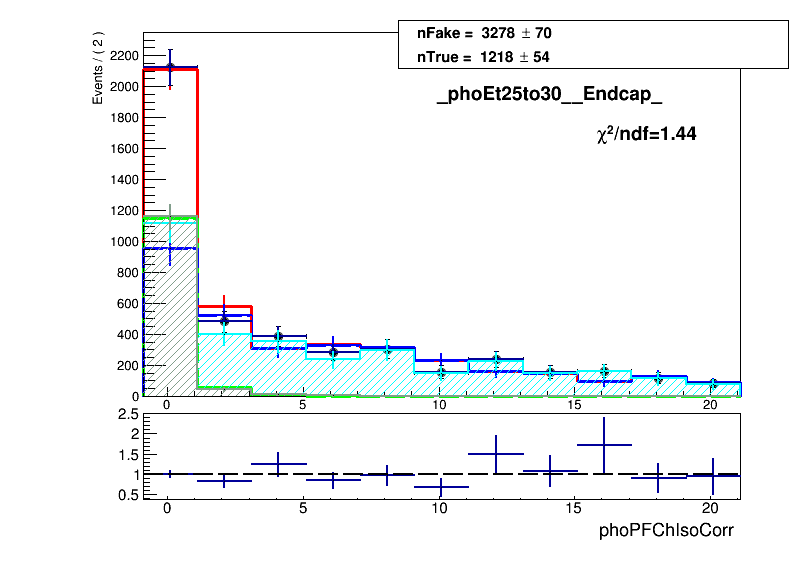 nFake = 3278 ± 70
nTrue = 1218 ± 54
Events / ( 2 )
_phoEt25to30__Endcap_
χ²/ndf=1.44
2200
2000
1800
1600
1400
1200
1000
800
600
400
200
0
0 5 10 15 20
2.5
2
1.5
1
0.5
0 5 10 15 20
phoPFChIsoCorr